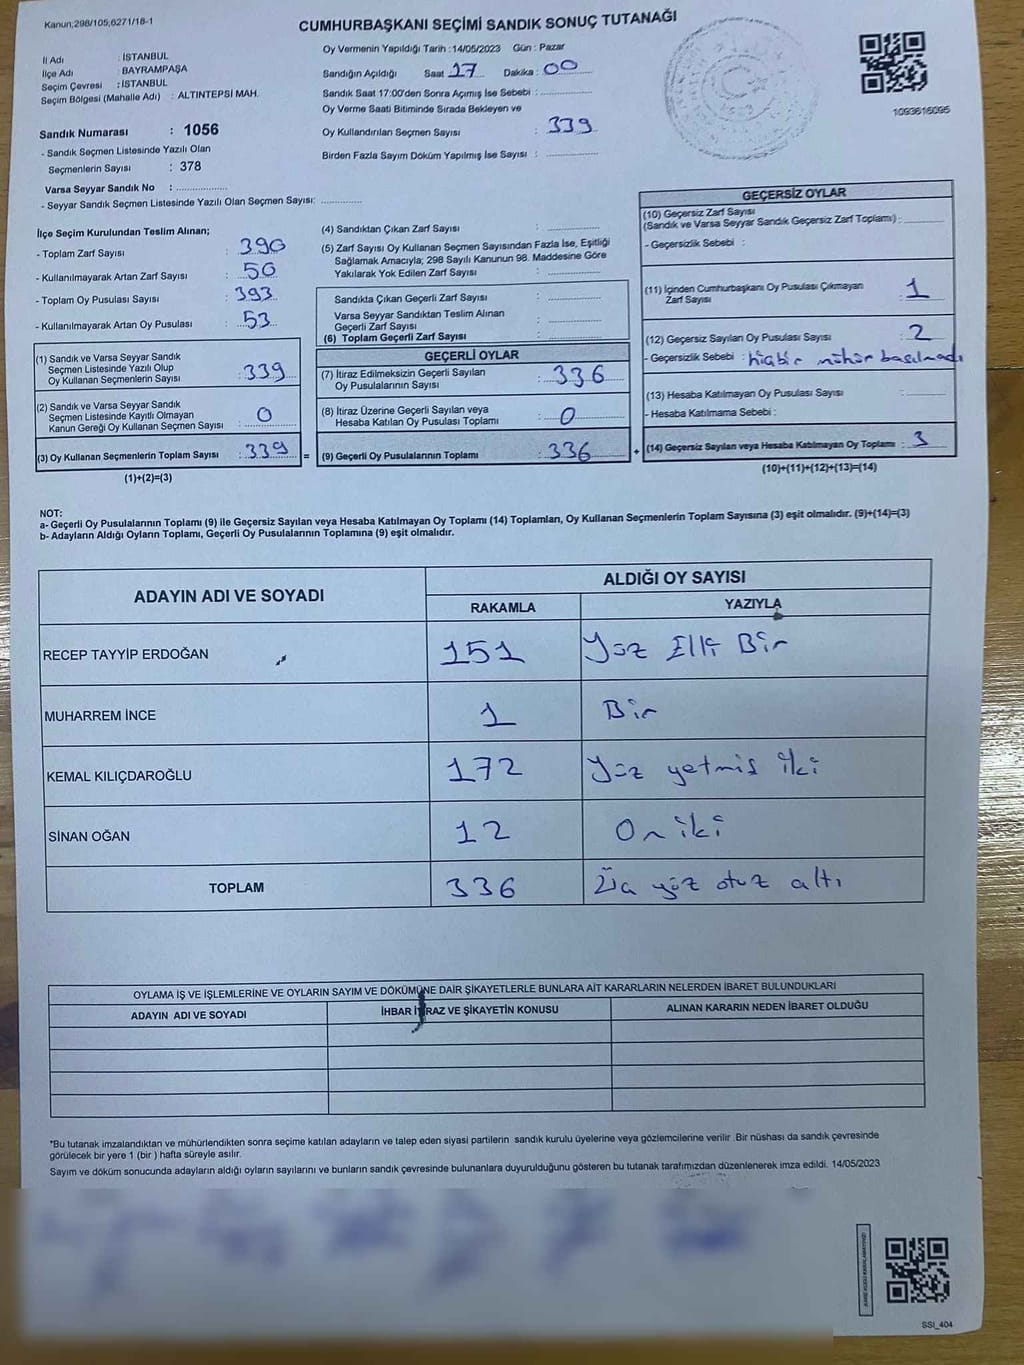 Kanun;298/105,6271/18-1
CUMHURBAŞKANI SEÇİMİ SANDIK SONUÇ TUTANAĞI
İl Adı : İSTANBUL
İlçe Adı : BAYRAMPAŞA
Seçim Çevresi : İSTANBUL
Seçim Bölgesi (Mahalle Adı) : ALTINTEPSİ MAH.
Sandık Numarası : 1056
- Sandık Seçmen Listesinde Yazılı Olan
Seçmenlerin Sayısı : 378
Varsa Seyyar Sandık No :
- Seyyar Sandık Seçmen Listesinde Yazılı Olan Seçmen Sayısı:
Oy Vermenin Yapıldığı Tarih : 14/05/2023 Gün : Pazar
Sandığın Açıldığı Saat : 17 Dakika : 00
Sandık Saat 17:00'den Sonra Açımış İse Sebebi :
Oy Verme Saati Bitiminde Sırada Bekleyen ve
Oy Kullandırılan Seçmen Sayısı : 339
Birden Fazla Sayım Döküm Yapılmış İse Sayısı :
1093616095
İlçe Seçim Kurulundan Teslim Alınan;
- Toplam Zarf Sayısı : 390
- Kullanılmayarak Artan Zarf Sayısı : 50
- Toplam Oy Pusulası Sayısı : 393
- Kullanılmayarak Artan Oy Pusulası : 53
(1) Sandık ve Varsa Seyyar Sandık
Seçmen Listesinde Yazılı Olup
Oy Kullanan Seçmenlerin Sayısı : 339
(2) Sandık ve Varsa Seyyar Sandık
Seçmen Listesinde Kayıtlı Olmayan
Kanun Gereği Oy Kullanan Seçmen Sayısı : 0
(3) Oy Kullanan Seçmenlerin Toplam Sayısı : 339 =
(1)+(2)=(3)
(4) Sandıktan Çıkan Zarf Sayısı :
(5) Zarf Sayısı Oy Kullanan Seçmen Sayısından Fazla İse, Eşitliği
Sağlamak Amacıyla; 298 Sayılı Kanunun 98. Maddesine Göre
Yakılarak Yok Edilen Zarf Sayısı :
Sandıkta Çıkan Geçerli Zarf Sayısı :
Varsa Seyyar Sandıktan Teslim Alınan
Geçerli Zarf Sayısı :
(6) Toplam Geçerli Zarf Sayısı :
GEÇERLİ OYLAR
(7) İtiraz Edilmeksizin Geçerli Sayılan
Oy Pusulalarının Sayısı : 336
(8) İtiraz Üzerine Geçerli Sayılan veya
Hesaba Katılan Oy Pusulası Toplamı : 0
(9) Geçerli Oy Pusulalarının Toplamı : 336 +
GEÇERSİZ OYLAR
(10) Geçersiz Zarf Sayısı
(Sandık ve Varsa Seyyar Sandık Geçersiz Zarf Toplamı) :
- Geçersizlik Sebebi :
(11) İçinden Cumhurbaşkanı Oy Pusulası Çıkmayan
Zarf Sayısı : 1
(12) Geçersiz Sayılan Oy Pusulası Sayısı : 2
- Geçersizlik Sebebi : hiçbir mühür basılmadı
(13) Hesaba Katılmayan Oy Pusulası Sayısı :
- Hesaba Katılmama Sebebi :
(14) Geçersiz Sayılan veya Hesaba Katılmayan Oy Toplamı : 3
(10)+(11)+(12)+(13)=(14)
NOT:
a- Geçerli Oy Pusulalarının Toplamı (9) ile Geçersiz Sayılan veya Hesaba Katılmayan Oy Toplamı (14) Toplamları, Oy Kullanan Seçmenlerin Toplam Sayısına (3) eşit olmalıdır. (9)+(14)=(3)
b- Adayların Aldığı Oyların Toplamı, Geçerli Oy Pusulalarının Toplamına (9) eşit olmalıdır.
ADAYIN ADI VE SOYADI ALDIĞI OY SAYISI
RAKAMLA YAZIYLA
RECEP TAYYİP ERDOĞAN 151 Yüz Elli Bir
MUHARREM İNCE 1 Bir
KEMAL KILIÇDAROĞLU 172 Yüz yetmiş iki
SİNAN OĞAN 12 On iki
TOPLAM 336 Üç yüz otuz altı
OYLAMA İŞ VE İŞLEMLERİNE VE OYLARIN SAYIM VE DÖKÜMÜNE DAİR ŞİKAYETLERLE BUNLARA AİT KARARLARIN NELERDEN İBARET BULUNDUKLARI
ADAYIN ADI VE SOYADI İHBAR İTİRAZ VE ŞİKAYETİN KONUSU ALINAN KARARIN NEDEN İBARET OLDUĞU
*Bu tutanak imzalandıktan ve mühürlendikten sonra seçime katılan adayların ve talep eden siyasi partilerin sandık kurulu üyelerine veya gözlemcilerine verilir .Bir nüshası da sandık çevresinde
görülecek bir yere 1 (bir ) hafta süreyle asılır.
Sayım ve döküm sonucunda adayların aldığı oyların sayılarını ve bunların sandık çevresinde bulunanlara duyurulduğunu gösteren bu tutanak tarafımızdan düzenlenerek imza edildi. 14/05/2023
SSI_404